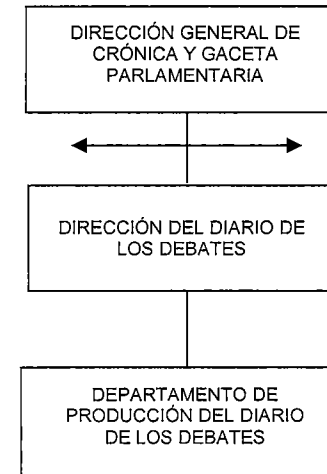 DIRECCIÓN GENERAL DE
CRÓNICA Y GACETA
PARLAMENTARIA
DIRECCIÓN DEL DIARIO DE
LOS DEBATES
DEPARTAMENTO DE
PRODUCCIÓN DEL DIARIO
DE LOS DEBATES